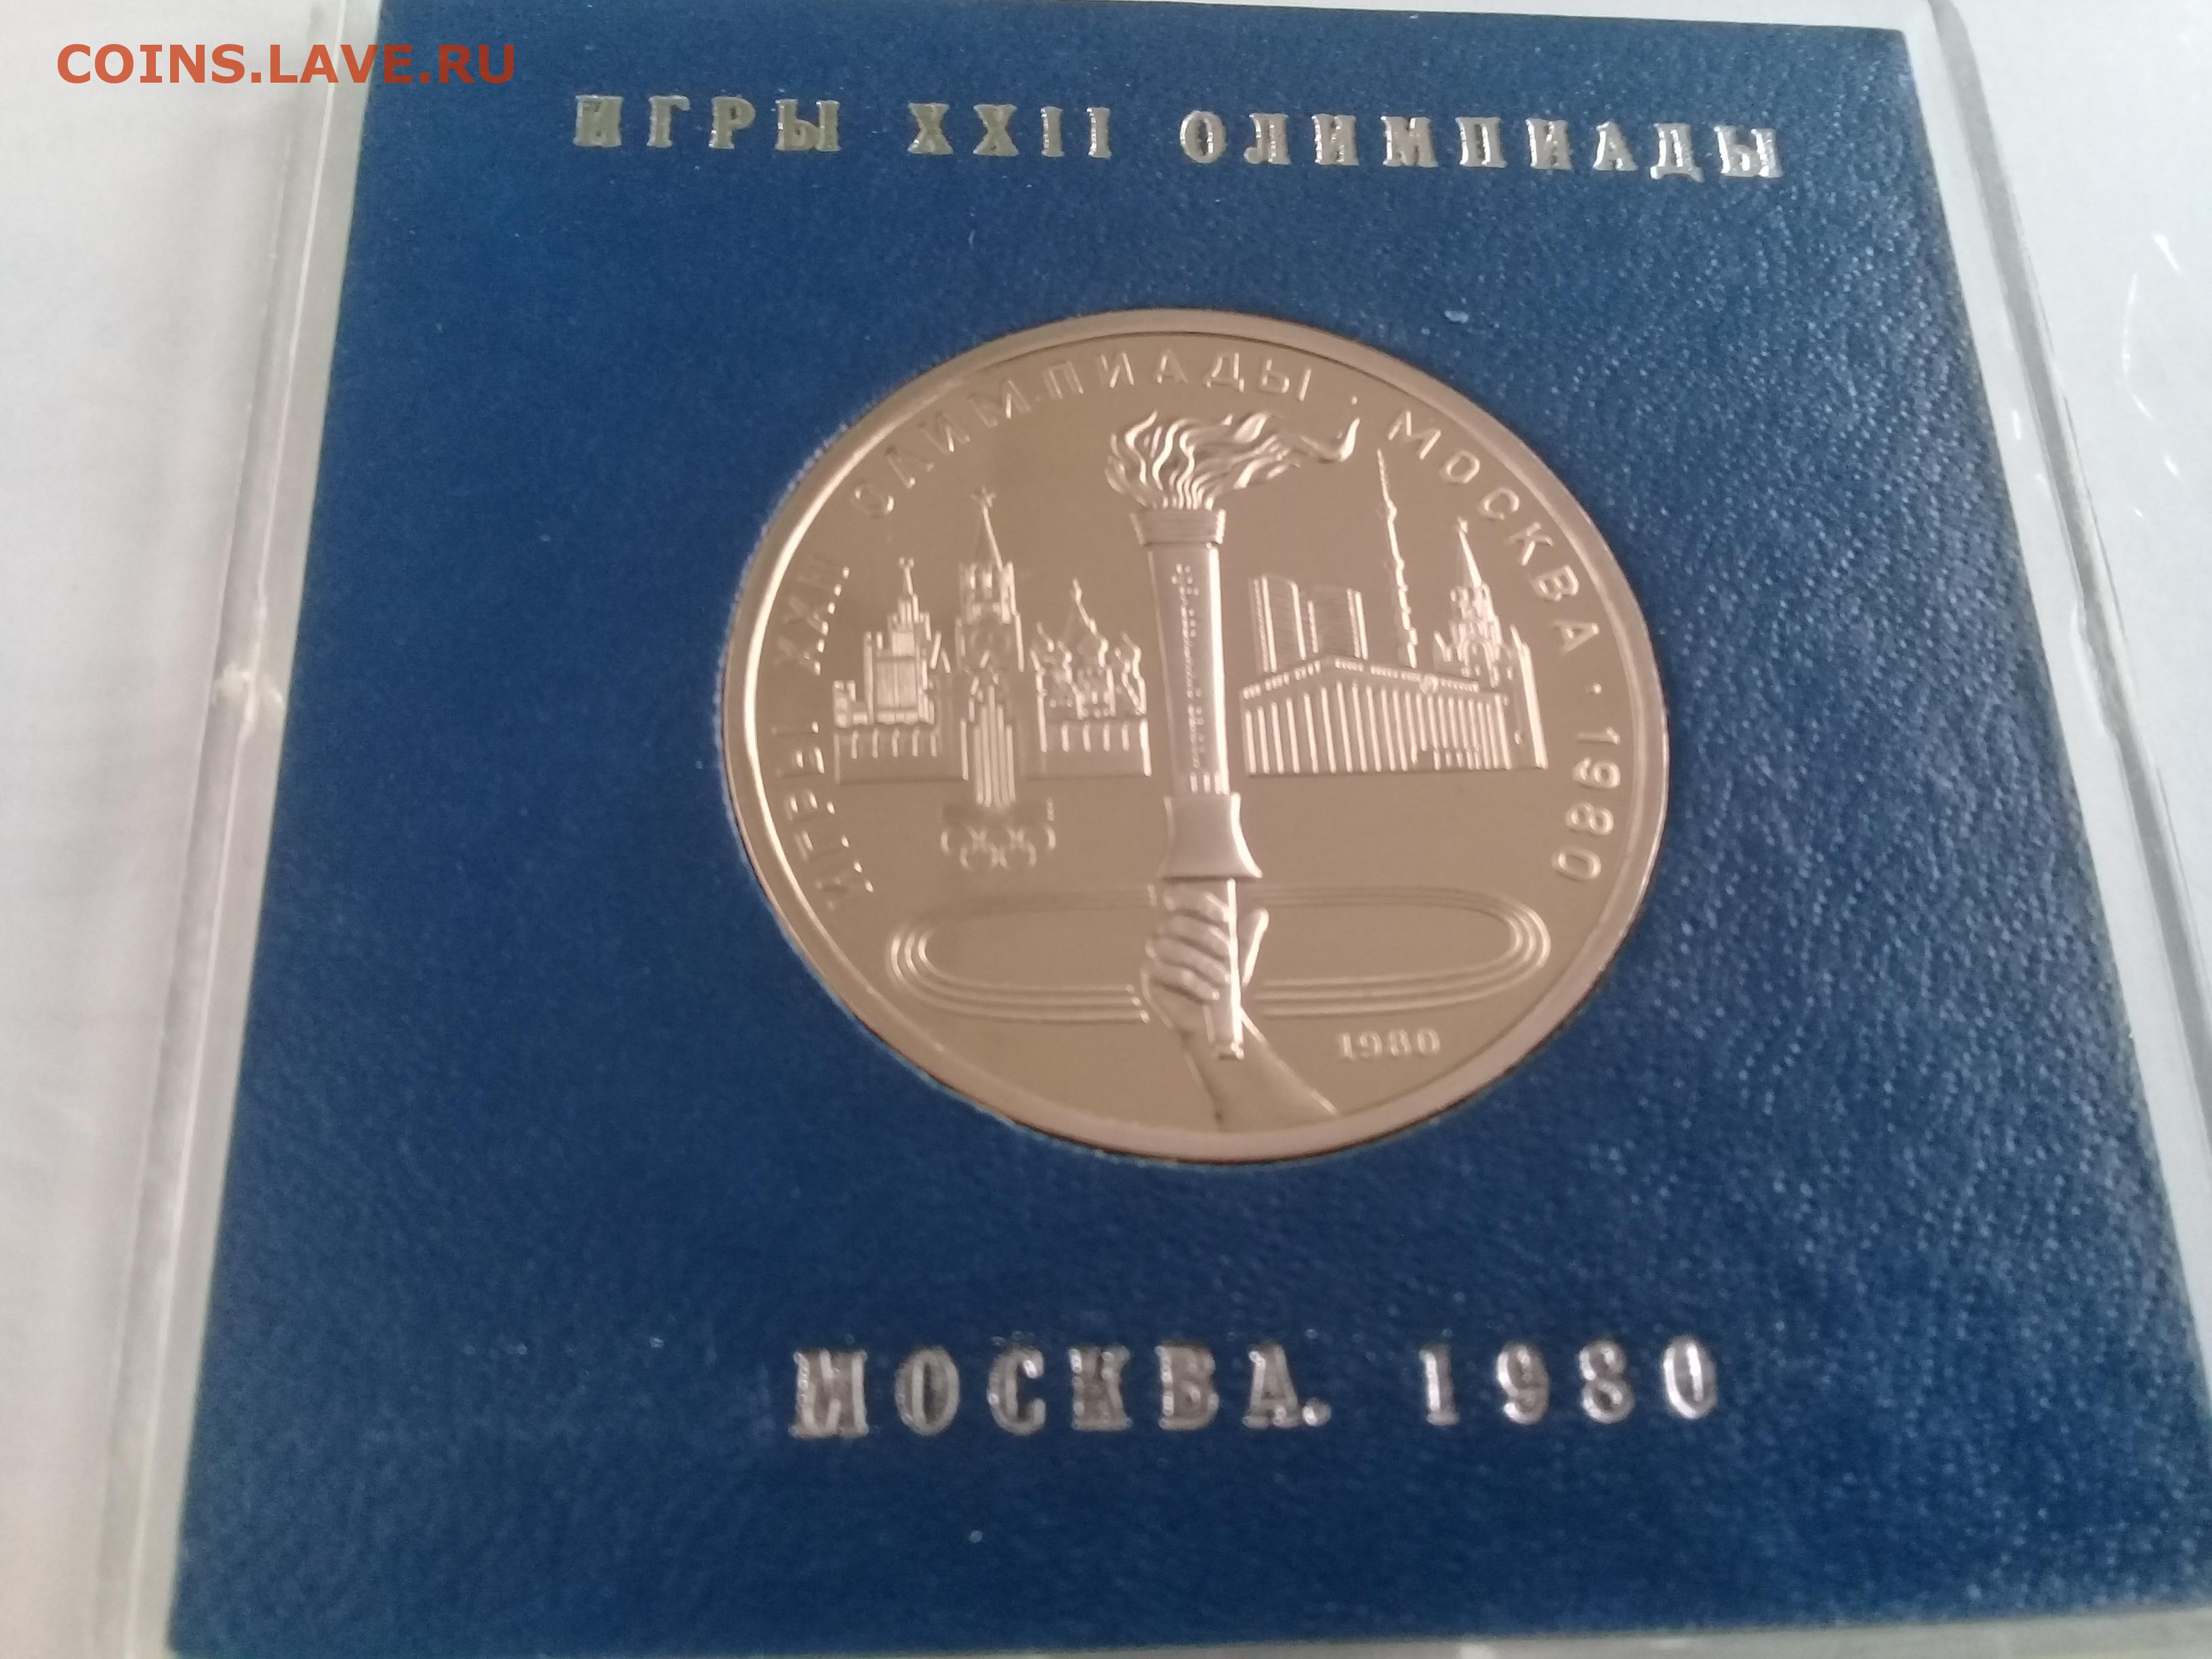 COINS.LAVE.RU
ИГРЫ XXII ОЛИМПИАДЫ
ИГРЫ XXII ОЛИМПИАДЫ · МОСКВА · 1980
1980
МОСКВА. 1980